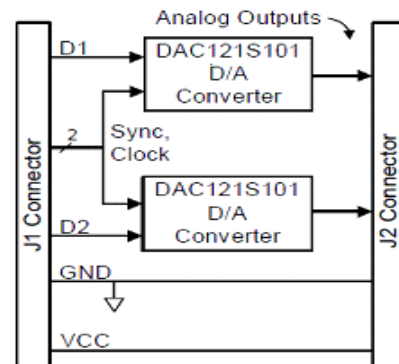 Analog Outputs
D1
DAC121S101
D/A
Converter
2
Sync,
Clock
DAC121S101
D/A
Converter
D2
GND
VCC
J1 Connector
J2 Connector